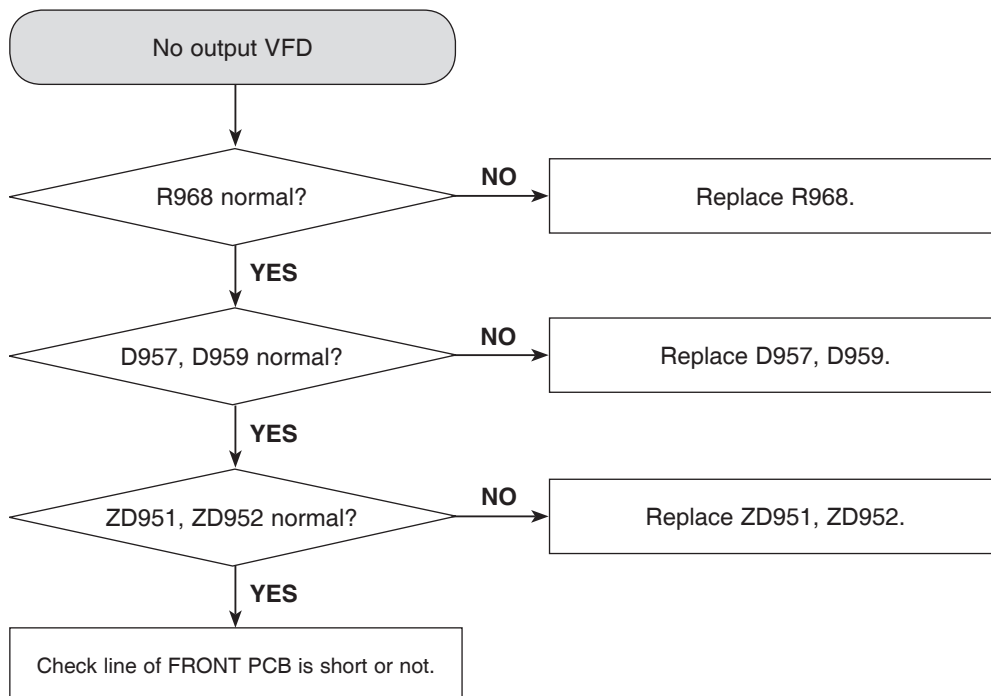 No output VFD
R968 normal?
NO
Replace R968.
YES
D957, D959 normal?
NO
Replace D957, D959.
YES
ZD951, ZD952 normal?
NO
Replace ZD951, ZD952.
YES
Check line of FRONT PCB is short or not.